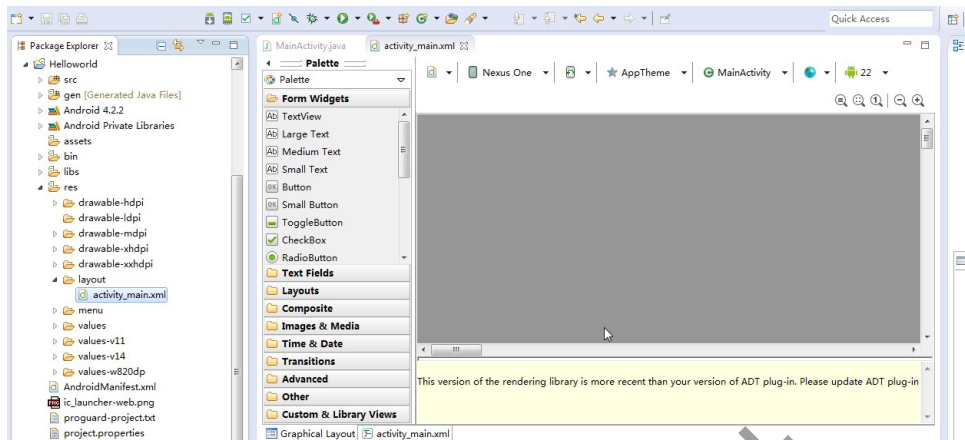 Quick Access
Package Explorer
Helloworld
src
gen [Generated Java Files]
Android 4.2.2
Android Private Libraries
assets
bin
libs
res
drawable-hdpi
drawable-ldpi
drawable-mdpi
drawable-xhdpi
drawable-xxhdpi
layout
activity_main.xml
menu
values
values-v11
values-v14
values-w820dp
AndroidManifest.xml
ic_launcher-web.png
proguard-project.txt
project.properties
MainActivity.java
activity_main.xml
Palette
Palette
Form Widgets
Ab TextView
Ab Large Text
Ab Medium Text
Ab Small Text
OK Button
OK Small Button
ToggleButton
CheckBox
RadioButton
Text Fields
Layouts
Composite
Images & Media
Time & Date
Transitions
Advanced
Other
Custom & Library Views
Nexus One
AppTheme
MainActivity
22
This version of the rendering library is more recent than your version of ADT plug-in. Please update ADT plug-in
Graphical Layout
activity_main.xml